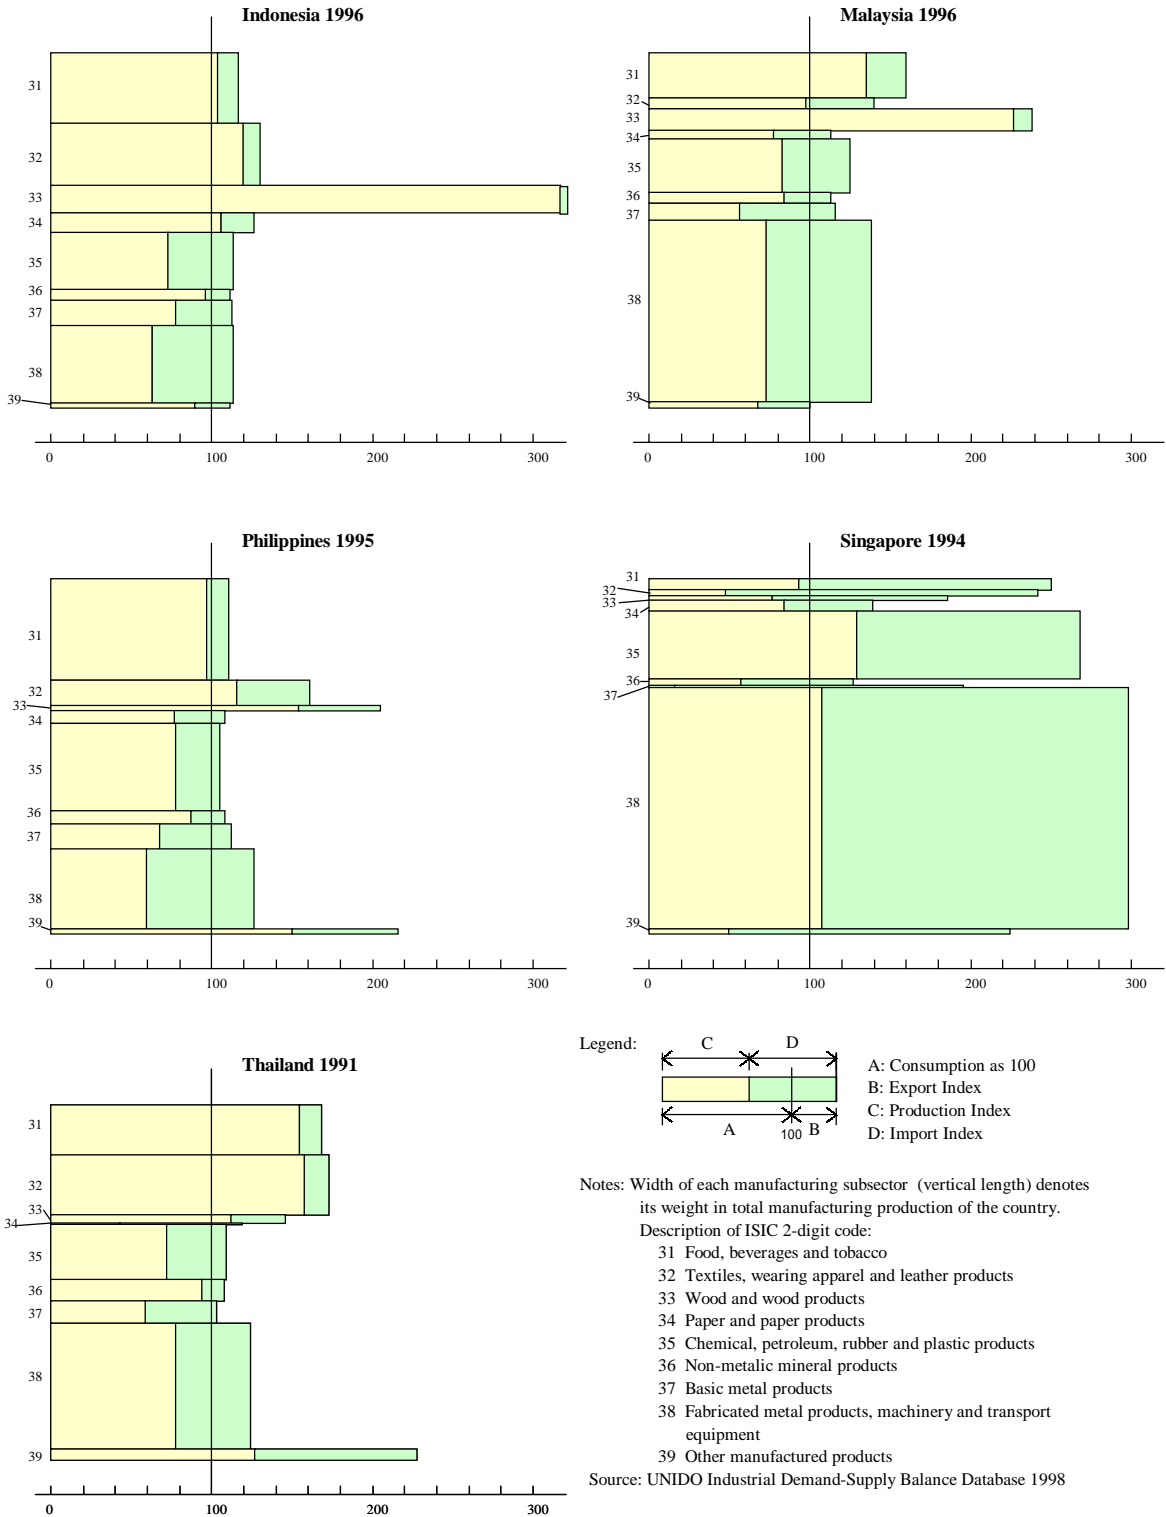 Indonesia 1996
31
32
33
34
35
36
37
38
39
0 100 200 300
Malaysia 1996
31
32
33
34
35
36
37
38
39
0 100 200 300
Philippines 1995
31
32
33
34
35
36
37
38
39
0 100 200 300
Singapore 1994
31
32
33
34
35
36
37
38
39
0 100 200 300
Thailand 1991
31
32
33
34
35
36
37
38
39
0 100 200 300
Legend:
C D
A 100 B
A: Consumption as 100
B: Export Index
C: Production Index
D: Import Index
Notes: Width of each manufacturing subsector (vertical length) denotes
its weight in total manufacturing production of the country.
Description of ISIC 2-digit code:
31 Food, beverages and tobacco
32 Textiles, wearing apparel and leather products
33 Wood and wood products
34 Paper and paper products
35 Chemical, petroleum, rubber and plastic products
36 Non-metalic mineral products
37 Basic metal products
38 Fabricated metal products, machinery and transport
equipment
39 Other manufactured products
Source: UNIDO Industrial Demand-Supply Balance Database 1998